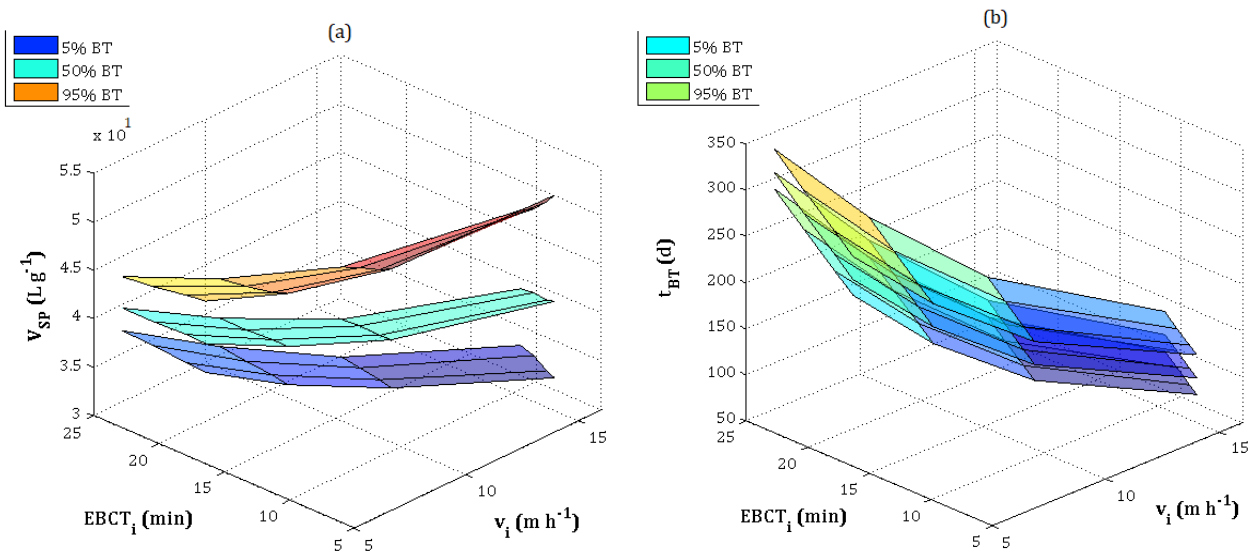 (a)
5% BT
50% BT
95% BT
x 10^1
5.5
5
4.5
4
3.5
3
v_SP (L g^-1)
25
20
15
10
5
EBCT_i (min)
5
10
15
v_i (m h^-1)
(b)
5% BT
50% BT
95% BT
350
300
250
200
150
100
50
t_BT (d)
25
20
15
10
5
EBCT_i (min)
5
10
15
v_i (m h^-1)